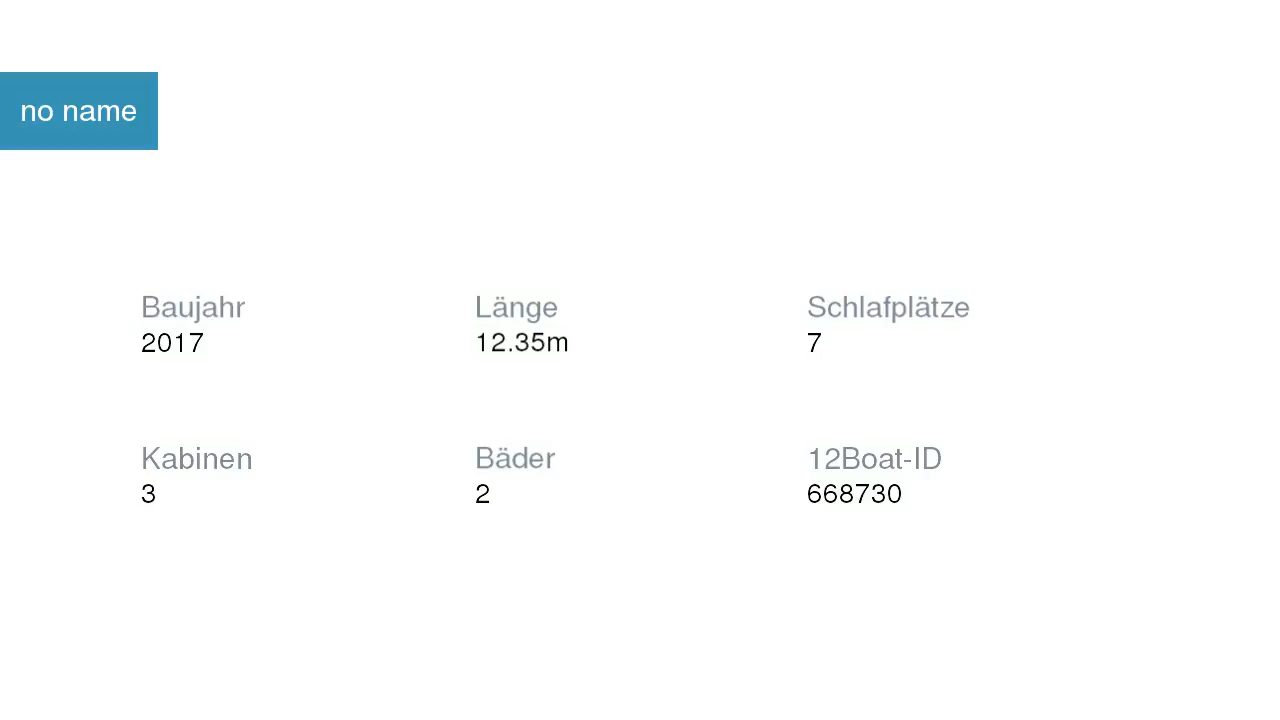 no name
Baujahr
2017
Länge
12.35m
Schlafplätze
7
Kabinen
3
Bäder
2
12Boat-ID
668730